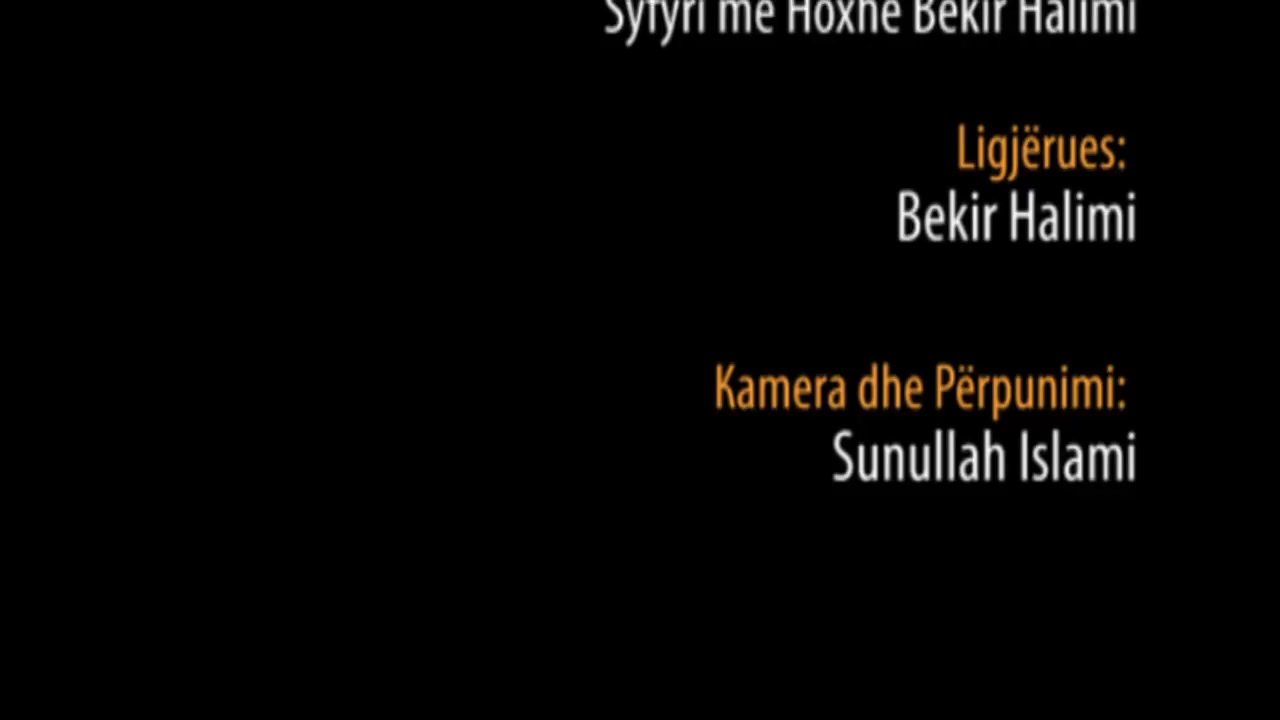 Syfyri me Hoxhë Bekir Halimi
Ligjërues:
Bekir Halimi
Kamera dhe Përpunimi:
Sunullah Islami